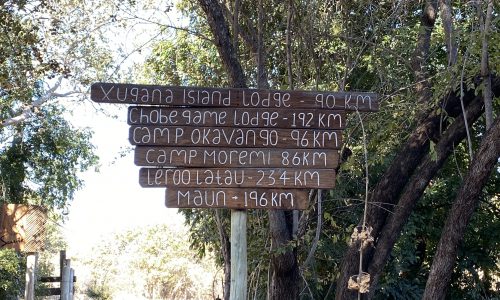 Xugana Island Lodge - 90 KM
Chobe game Lodge - 192 KM
Camp Okavango - 96 KM
Camp Moremi 86 KM
Leroo Latau - 234 KM
Maun - 196 KM